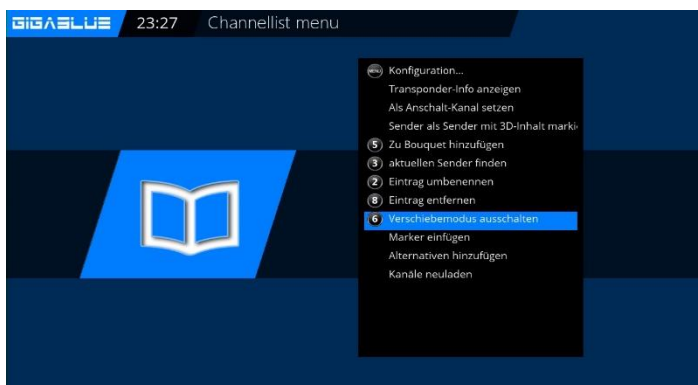 GIGABLUE 23:27 Channellist menu
MENU Konfiguration...
Transponder-Info anzeigen
Als Anschalt-Kanal setzen
Sender als Sender mit 3D-Inhalt marki
5 Zu Bouquet hinzufügen
3 aktuellen Sender finden
2 Eintrag umbenennen
8 Eintrag entfernen
6 Verschiebemodus ausschalten
Marker einfügen
Alternativen hinzufügen
Kanäle neuladen